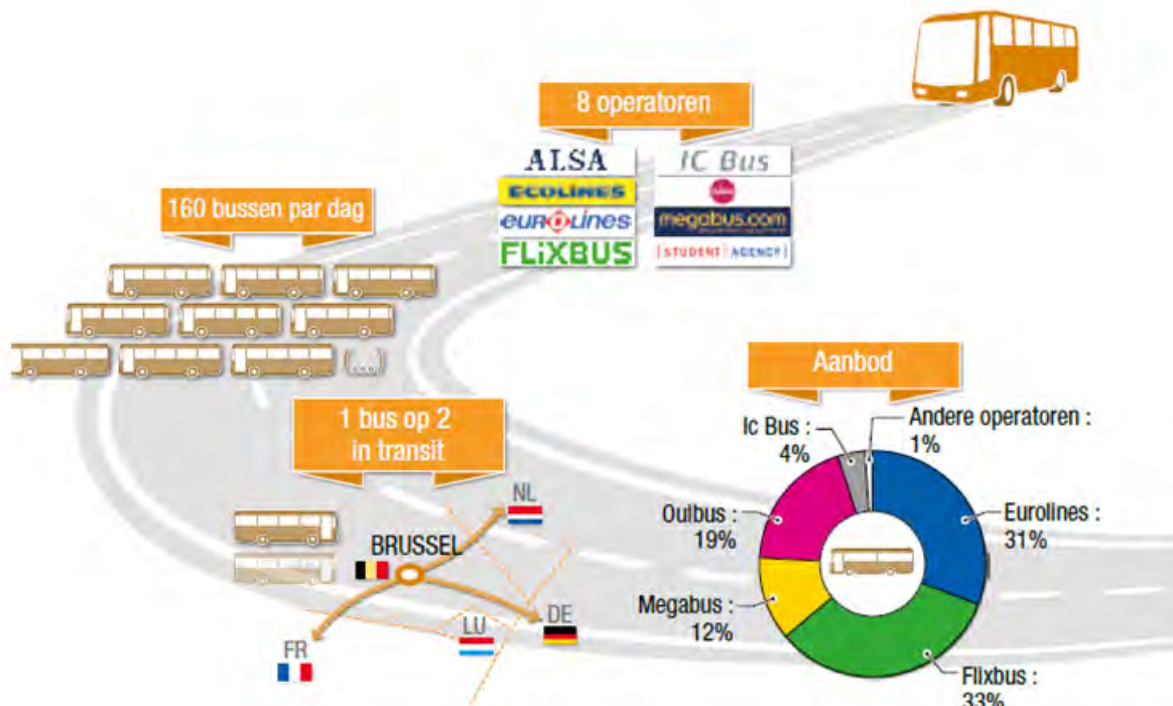 8 operatoren
ALSA
IC Bus
ECOLINES
EUROLINES
megabus.com
FLiXBUS
STUDENT AGENCY
160 bussen par dag
1 bus op 2
in transit
NL
BRUSSEL
LU
DE
FR
Aanbod
Ic Bus :
4%
Andere operatoren :
1%
Ouibus :
19%
Eurolines :
31%
Megabus :
12%
Flixbus :
33%